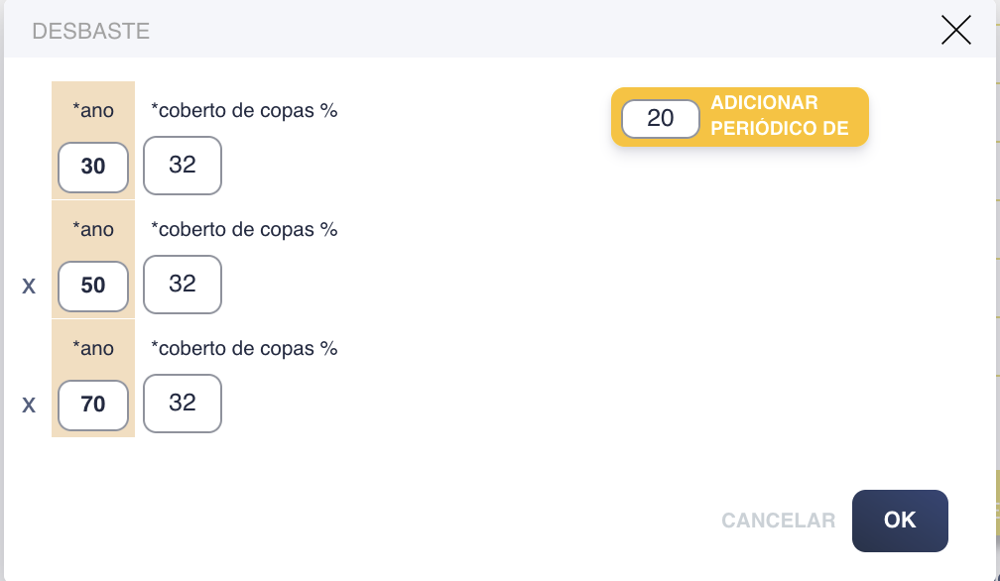 DESBASTE
*ano *coberto de copas %
30 32
20 ADICIONAR
PERIÓDICO DE
*ano *coberto de copas %
X 50 32
*ano *coberto de copas %
X 70 32
CANCELAR OK